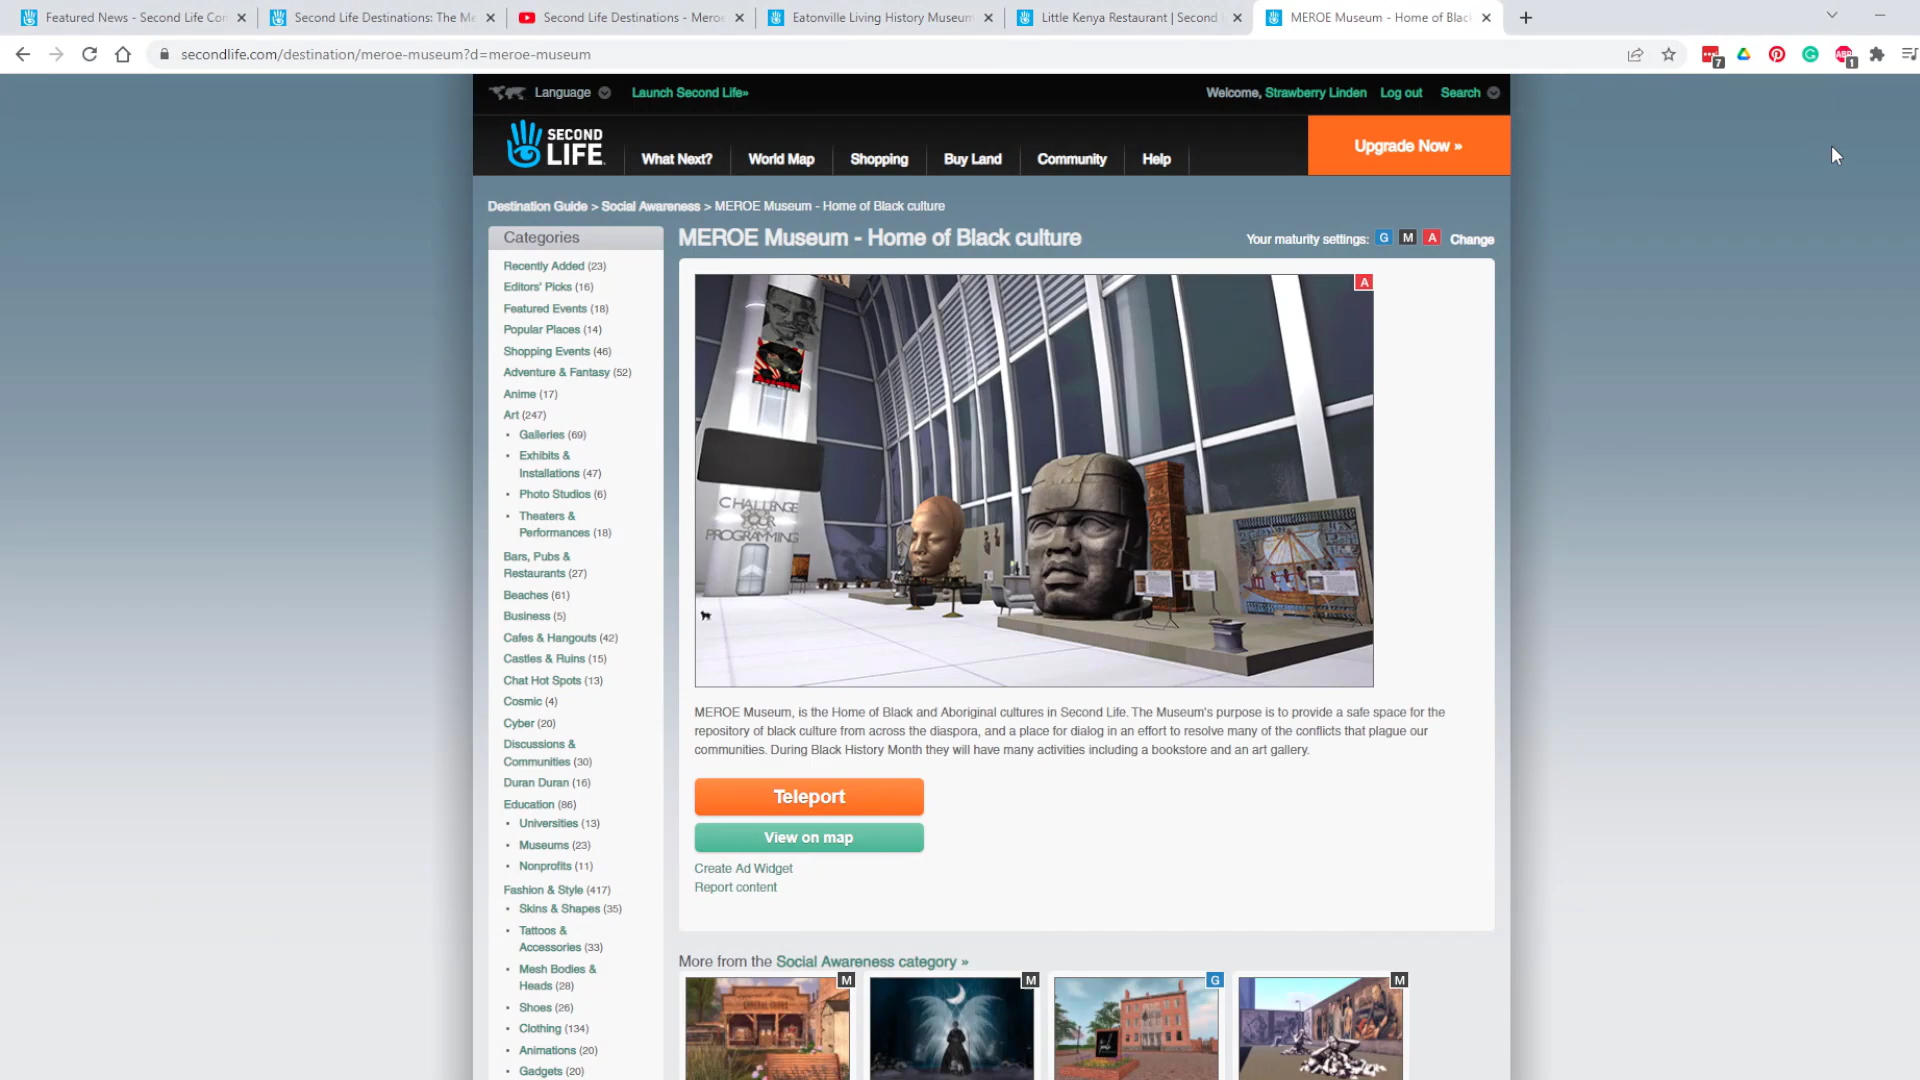 Featured News - Second Life Con
Second Life Destinations: The Me
Second Life Destinations - Meroe
Eatonville Living History Museum
Little Kenya Restaurant | Second
MEROE Museum - Home of Blac
secondlife.com/destination/meroe-museum?d=meroe-museum
7
1
Language
Launch Second Life»
Welcome, Strawberry Linden
Log out
Search
SECOND
LIFE
What Next?
World Map
Shopping
Buy Land
Community
Help
Upgrade Now »
Destination Guide > Social Awareness > MEROE Museum - Home of Black culture
Categories
Recently Added (23)
Editors' Picks (16)
Featured Events (18)
Popular Places (14)
Shopping Events (46)
Adventure & Fantasy (52)
Anime (17)
Art (247)
Galleries (69)
Exhibits &
Installations (47)
Photo Studios (6)
Theaters &
Performances (18)
Bars, Pubs &
Restaurants (27)
Beaches (61)
Business (5)
Cafes & Hangouts (42)
Castles & Ruins (15)
Chat Hot Spots (13)
Cosmic (4)
Cyber (20)
Discussions &
Communities (30)
Duran Duran (16)
Education (86)
Universities (13)
Museums (23)
Nonprofits (11)
Fashion & Style (417)
Skins & Shapes (35)
Tattoos &
Accessories (33)
Mesh Bodies &
Heads (28)
Shoes (26)
Clothing (134)
Animations (20)
Gadgets (20)
MEROE Museum - Home of Black culture
Your maturity settings: G M A Change
A
CHALLENGE
YOUR
PROGRAMMING
MEROE Museum, is the Home of Black and Aboriginal cultures in Second Life. The Museum's purpose is to provide a safe space for the
repository of black culture from across the diaspora, and a place for dialog in an effort to resolve many of the conflicts that plague our
communities. During Black History Month they will have many activities including a bookstore and an art gallery.
Teleport
View on map
Create Ad Widget
Report content
More from the Social Awareness category »
M
M
G
M